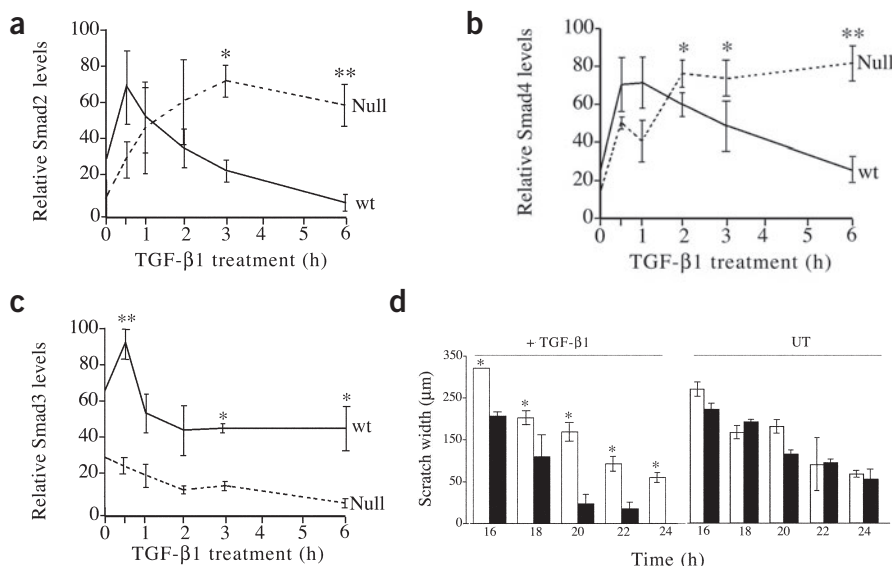 a
Relative Smad2 levels
100
80
60
40
20
0
*
**
Null
wt
0 1 2 3 4 5 6
TGF-β1 treatment (h)
b
Relative Smad4 levels
100
80
60
40
20
0
*
*
**
Null
wt
0 1 2 3 4 5 6
TGF-β1 treatment (h)
c
Relative Smad3 levels
100
80
60
40
20
0
**
*
*
wt
Null
0 1 2 3 4 5 6
TGF-β1 treatment (h)
d
+ TGF-β1
UT
Scratch width (μm)
350
250
150
50
0
*
*
*
*
*
16 18 20 22 24
16 18 20 22 24
Time (h)